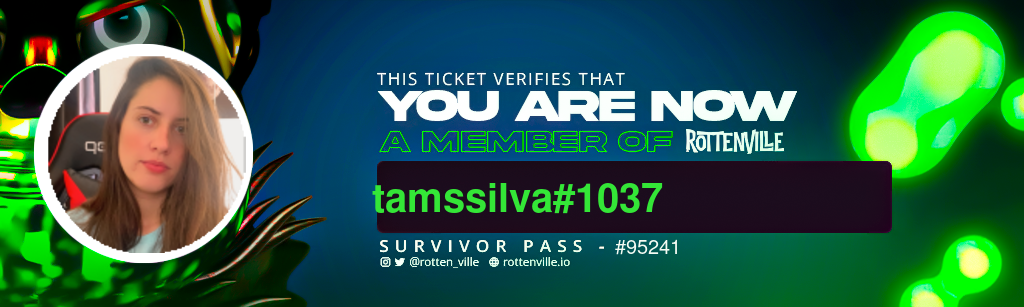 THIS TICKET VERIFIES THAT
YOU ARE NOW
A MEMBER OF ROTTENVILLE
tamssilva#1037
SURVIVOR PASS - #95241
@rotten_ville rottenville.io